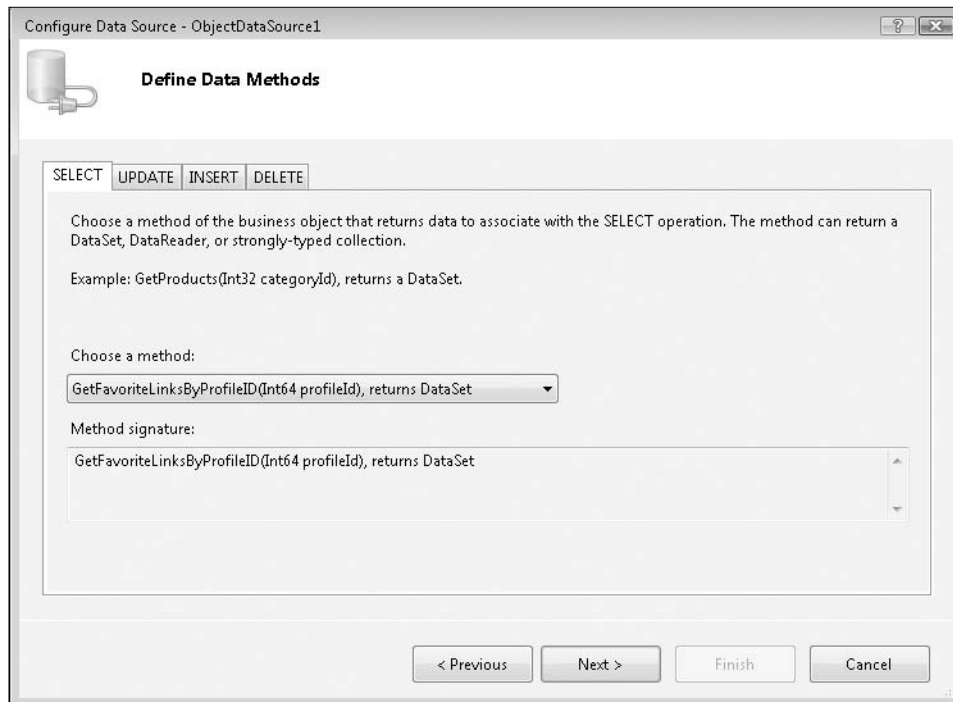 Configure Data Source - ObjectDataSource1
Define Data Methods
SELECT UPDATE INSERT DELETE
Choose a method of the business object that returns data to associate with the SELECT operation. The method can return a
DataSet, DataReader, or strongly-typed collection.
Example: GetProducts(Int32 categoryId), returns a DataSet.
Choose a method:
GetFavoriteLinksByProfileID(Int64 profileId), returns DataSet
Method signature:
GetFavoriteLinksByProfileID(Int64 profileId), returns DataSet
< Previous Next > Finish Cancel